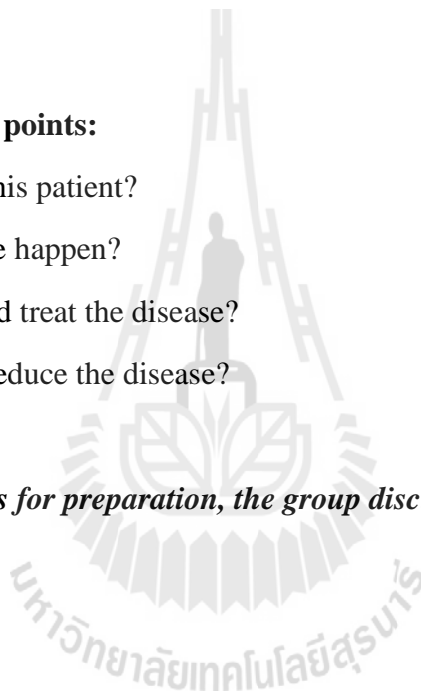 points:
his patient?
e happen?
d treat the disease?
educe the disease?
s for preparation, the group disc
มหาวิทยาลัยเทคโนโลยีสุรนารี